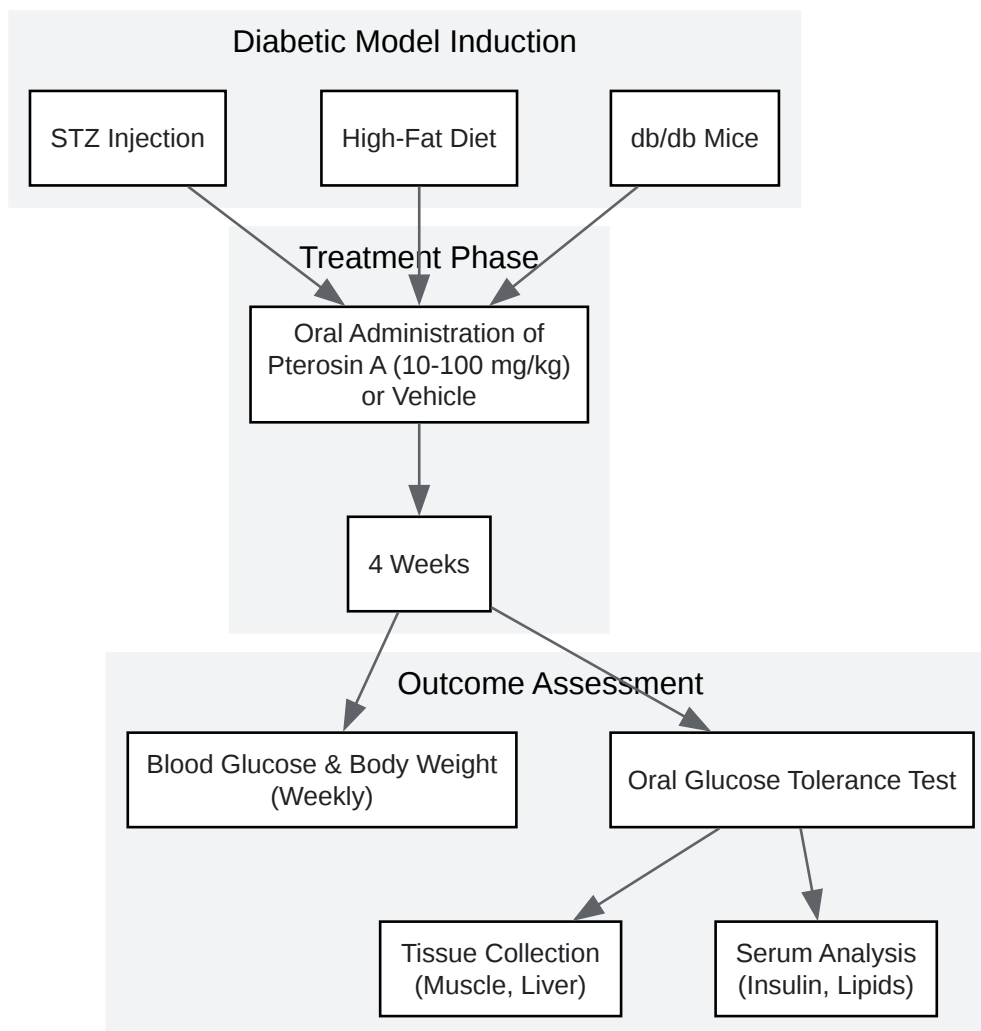 Diabetic Model Induction
STZ Injection
High-Fat Diet
db/db Mice
Treatment Phase
Oral Administration of
Pterosin A (10-100 mg/kg)
or Vehicle
4 Weeks
Outcome Assessment
Blood Glucose & Body Weight
(Weekly)
Oral Glucose Tolerance Test
Tissue Collection
(Muscle, Liver)
Serum Analysis
(Insulin, Lipids)